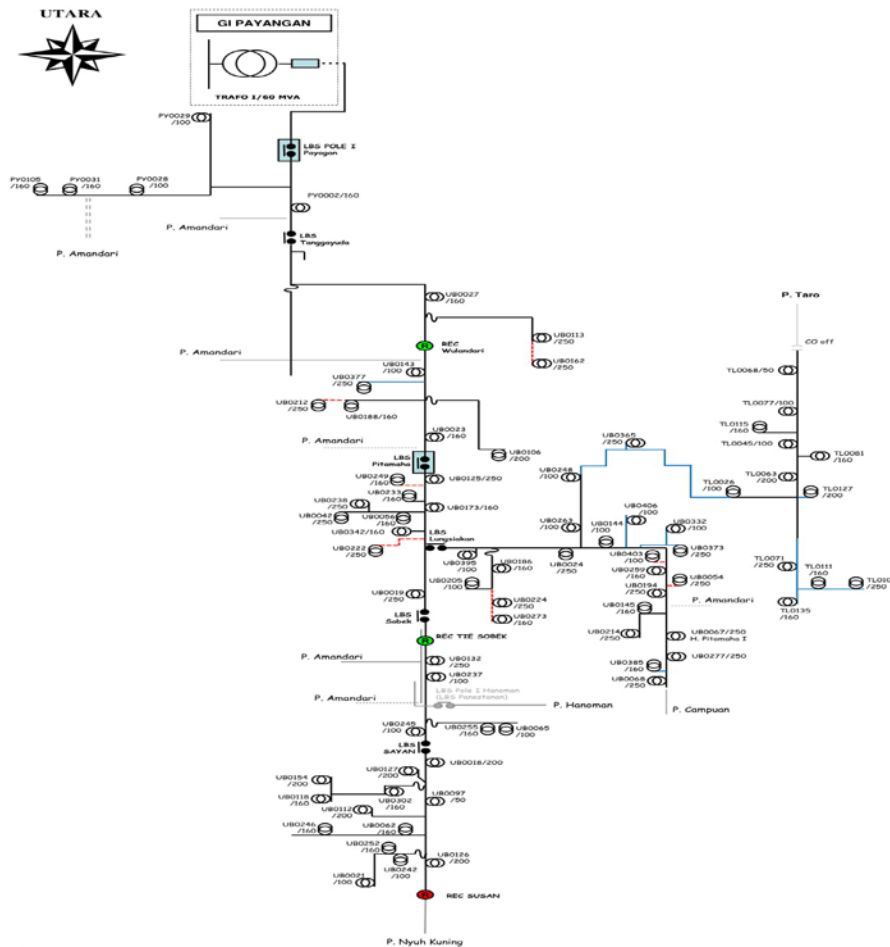 UTARA
GI PAYANGAN
TRAFO I/60 MVA
PY0029
/100
LBS POLE I
Payogan
PY0105
/160
PY0031
/160
PY0028
/100
PY0002/160
P. Amandari
LBS
Tanggayuda
P. Amandari
UB0027
/160
P. Taro
REC
Wulandari
UB0113
/250
CO off
P. Amandari
UB0143
/100
UB0162
/250
UB0377
/250
TL0068/50
UB0212
/250
UB0188/160
TL0077/100
TL0115
/160
UB0023
/160
UB0365
/250
TL0045/100
P. Amandari
UB0106
/200
TL0081
/160
LBS
Pitamaha
UB0249
/160
UB0125/250
UB0248
/100
TL0063
/200
TL0026
/100
TL0127
/200
UB0233
/160
UB0238
/250
UB0173/160
UB0406
/100
UB0042
/250
UB0056
/160
UB0263
/100
UB0144
/100
UB0332
/100
UB0342/160
LBS
Lungsiakan
UB0222
/250
UB0395
/100
UB0186
/160
UB0024
/250
UB0403
/100
UB0373
/250
TL0071
/250
TL0111
/160
UB0259
/160
UB0205
/100
UB0194
/250
UB0054
/250
/250
UB0019
/250
UB0224
/250
UB0145
/160
P. Amandari
TL0135
/160
LBS
Sobek
UB0273
/160
UB0214
/250
UB0067/250
H. Pitamaha I
REC TIE SOBEK
P. Amandari
UB0132
/250
UB0277/250
UB0385
/160
UB0237
/100
UB0068
/250
P. Amandari
LBS Pole I Hanoman
(LBS Panestanan)
P. Hanoman
P. Campuan
UB0245
/100
UB0255
/160
UB0065
/100
LBS
SAYAN
UB0018/200
UB0127
/200
UB0154
/200
UB0118
/160
UB0302
/160
UB0097
/50
UB0112
/200
UB0246
/160
UB0062
/160
UB0252
/160
UB0126
/200
UB0021
/100
UB0242
/100
REC SUSAN
P. Nyuh Kuning